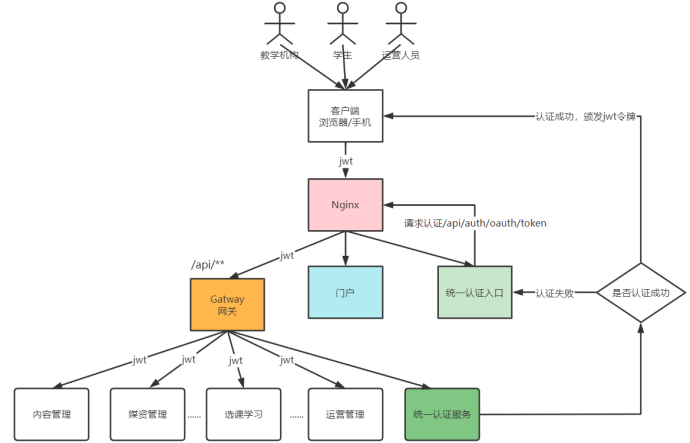 教学机构
学生
运营人员
客户端
浏览器/手机
认证成功，颁发jwt令牌
jwt
Nginx
请求认证/api/auth/oauth/token
/api/**
jwt
Gatway
网关
门户
统一认证入口
认证失败
是否认证成功
jwt
jwt
jwt
jwt
内容管理
媒资管理
......
选课学习
......
运营管理
统一认证服务